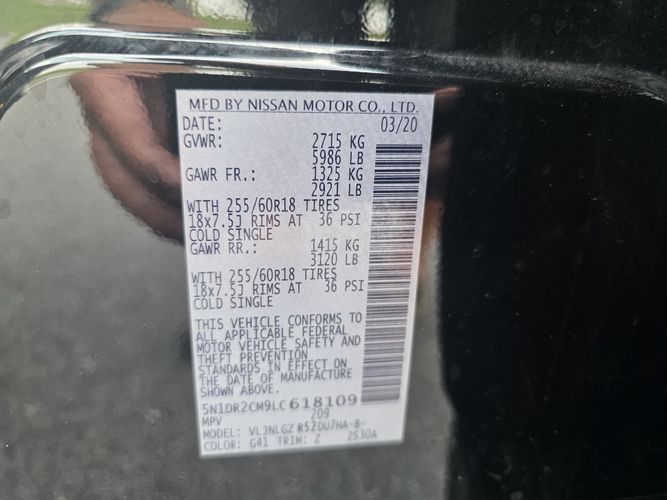 MFD BY NISSAN MOTOR CO., LTD.
DATE: 03/20
GVWR: 2715 KG
5986 LB
GAWR FR.: 1325 KG
2921 LB
WITH 255/60R18 TIRES
18x7.5J RIMS AT 36 PSI
COLD SINGLE
GAWR RR.: 1415 KG
3120 LB
WITH 255/60R18 TIRES
18x7.5J RIMS AT 36 PSI
COLD SINGLE
THIS VEHICLE CONFORMS TO
ALL APPLICABLE FEDERAL
MOTOR VEHICLE SAFETY AND
THEFT PREVENTION
STANDARDS IN EFFECT ON
THE DATE OF MANUFACTURE
SHOWN ABOVE.
5N1DR2CM9LC618109
MPV 209
MODEL: VLJNLGZ R52DU7HA-B-
COLOR: G41 TRIM: Z 2S30A